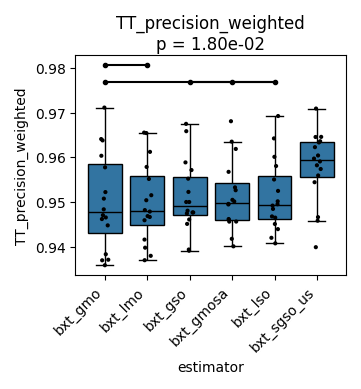 TT_precision_weighted
p = 1.80e-02
0.98
0.97
0.96
0.95
0.94
TT_precision_weighted
bxt_gmo
bxt_lmo
bxt_gso
bxt_gmosa
bxt_lso
bxt_sgso_us
estimator